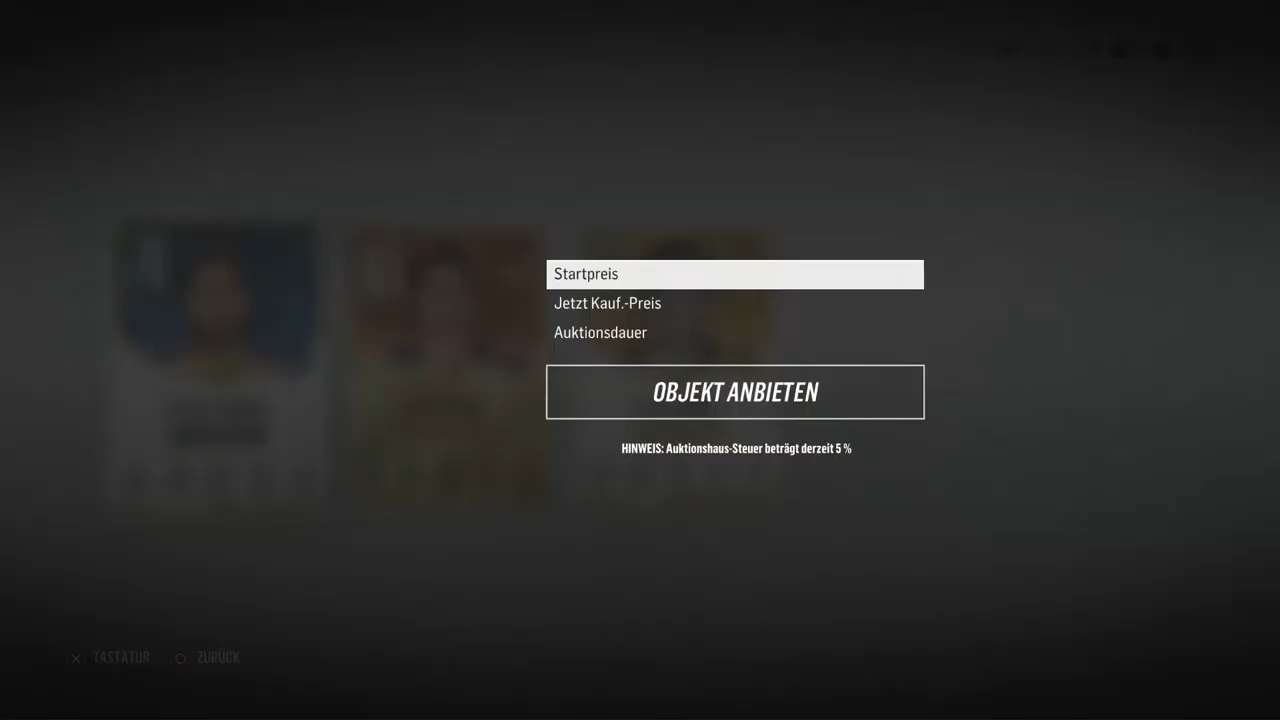 Startpreis
Jetzt Kauf.-Preis
Auktionsdauer
OBJEKT ANBIETEN
HINWEIS: Auktionshaus-Steuer beträgt derzeit 5 %
TASTATUR ZURÜCK